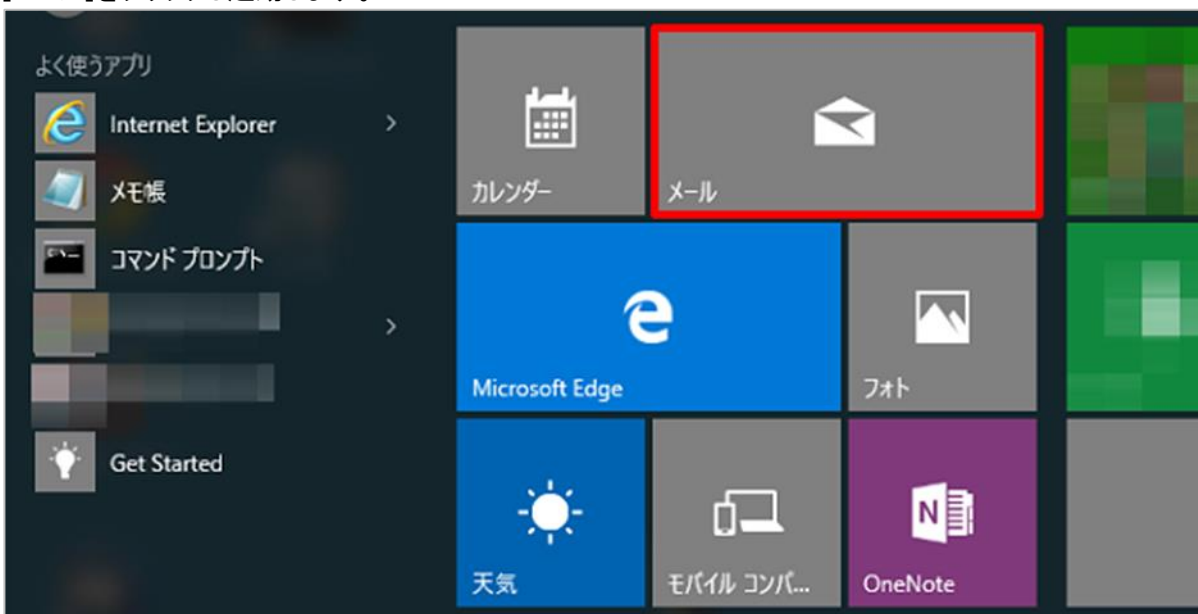 よく使うアプリ
Internet Explorer
メモ帳
コマンド プロンプト
Get Started
カレンダー
メール
Microsoft Edge
フォト
天気
モバイル コンパ...
OneNote